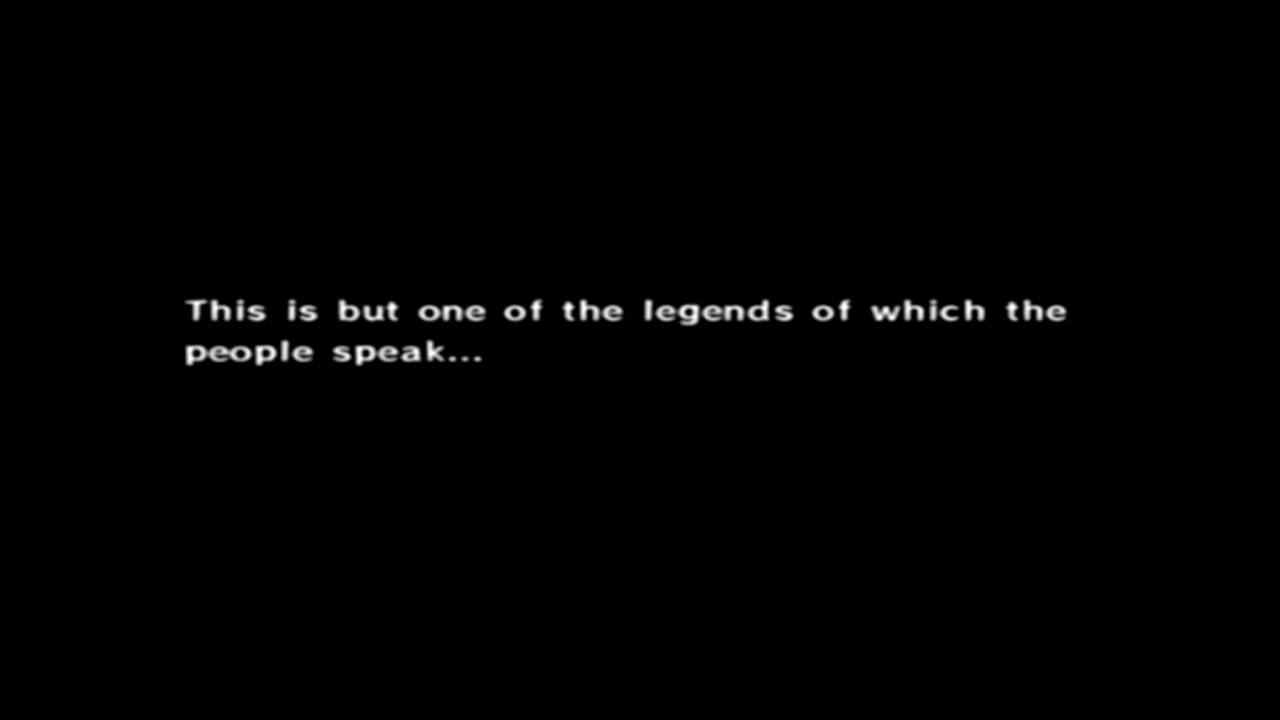 This is but one of the legends of which the
people speak...